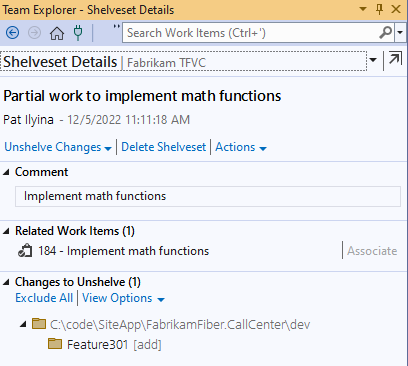 Team Explorer - Shelveset Details
Search Work Items (Ctrl+')
Shelveset Details | Fabrikam TFVC
Partial work to implement math functions
Pat Ilyina - 12/5/2022 11:11:18 AM
Unshelve Changes | Delete Shelveset | Actions
Comment
Implement math functions
Related Work Items (1)
184 - Implement math functions | Associate
Changes to Unshelve (1)
Exclude All | View Options
C:\code\SiteApp\FabrikamFiber.CallCenter\dev
Feature301 [add]